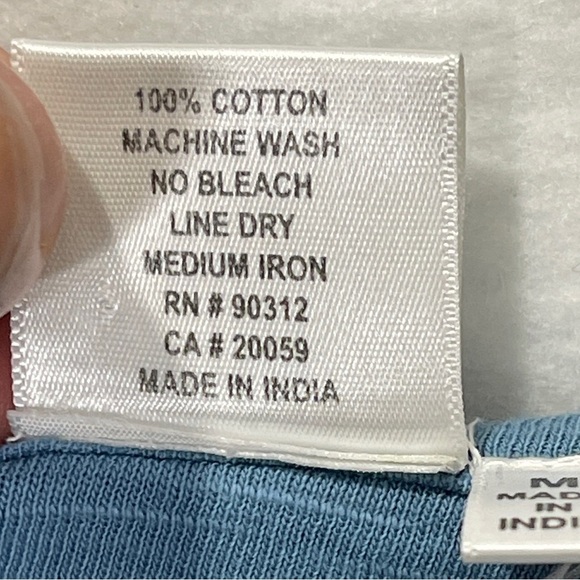 100% COTTON
MACHINE WASH
NO BLEACH
LINE DRY
MEDIUM IRON
RN # 90312
CA # 20059
MADE IN INDIA
M
MAD
IN
INDI